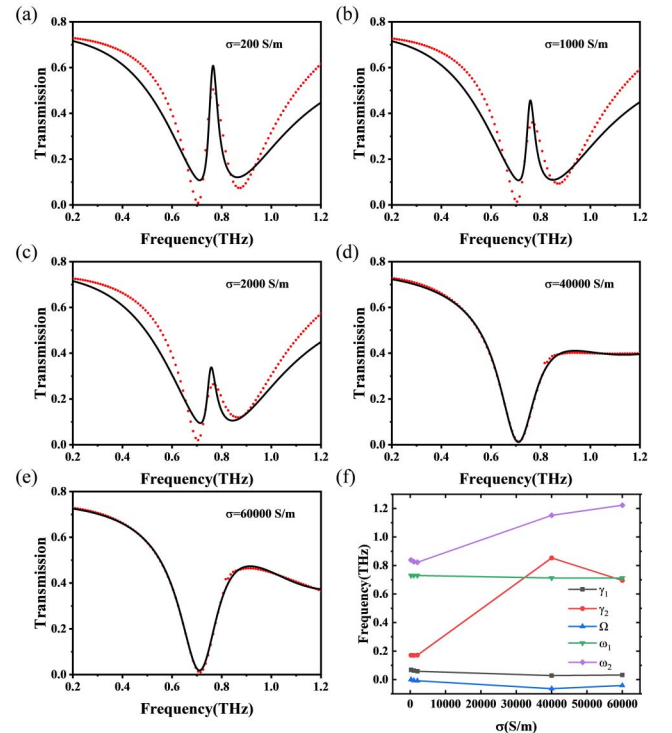 (a)
σ=200 S/m
Transmission
0.8
0.6
0.4
0.2
0.0
0.2 0.4 0.6 0.8 1.0 1.2
Frequency(THz)
(b)
σ=1000 S/m
Transmission
0.8
0.6
0.4
0.2
0.0
0.2 0.4 0.6 0.8 1.0 1.2
Frequency(THz)
(c)
σ=2000 S/m
Transmission
0.8
0.6
0.4
0.2
0.0
0.2 0.4 0.6 0.8 1.0 1.2
Frequency(THz)
(d)
σ=40000 S/m
Transmission
0.8
0.6
0.4
0.2
0.0
0.2 0.4 0.6 0.8 1.0 1.2
Frequency(THz)
(e)
σ=60000 S/m
Transmission
0.8
0.6
0.4
0.2
0.0
0.2 0.4 0.6 0.8 1.0 1.2
Frequency(THz)
(f)
Frequency(THz)
1.2
1.0
0.8
0.6
0.4
0.2
0.0
γ₁
γ₂
Ω
ω₁
ω₂
0 10000 20000 30000 40000 50000 60000
σ(S/m)